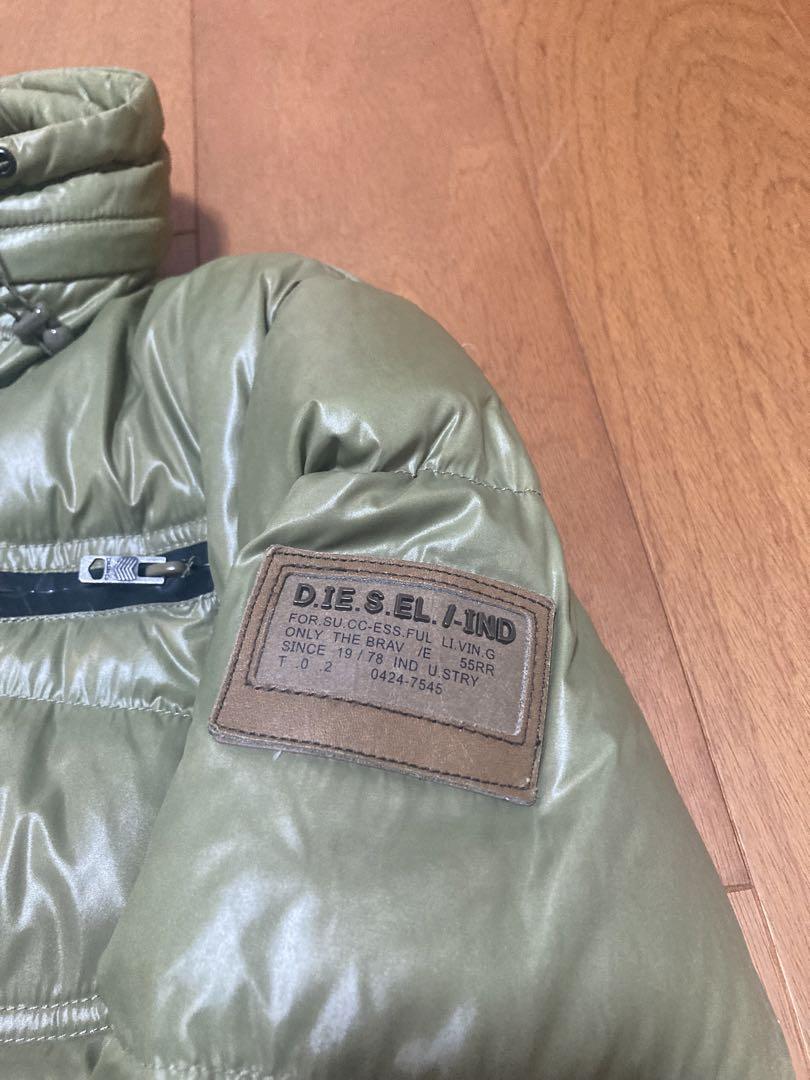 D.IE.S.EL. /-IND
FOR.SU.CC-ESS.FUL LI.VIN.G
ONLY THE BRAV /E 55RR
SINCE 19 / 78 IND U.STRY
T .0 .2 0424-7545